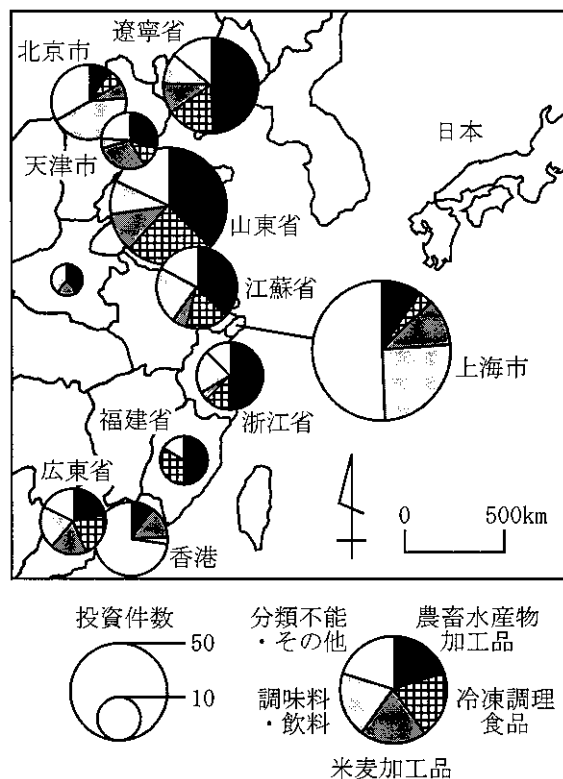 遼寧省
北京市
日本
天津市
山東省
江蘇省
上海市
浙江省
福建省
広東省
香港
0 500km
投資件数
50
10
分類不能
・その他
農畜水産物
加工品
調味料
・飲料
冷凍調理
食品
米麦加工品